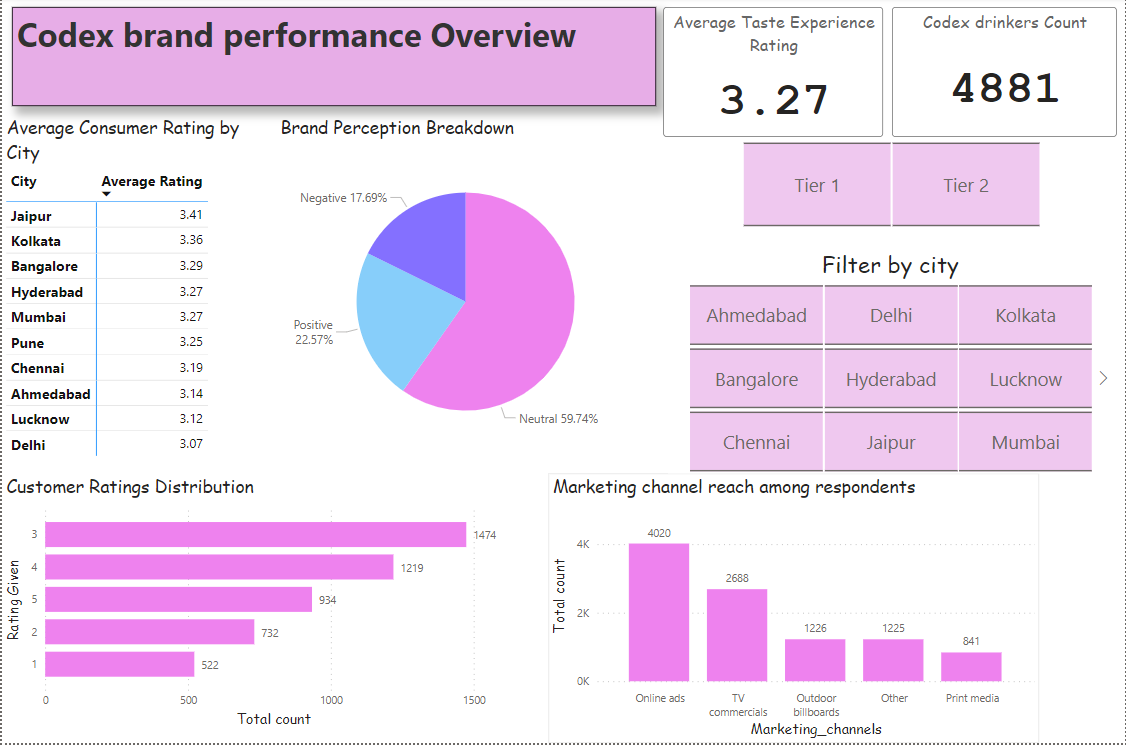 Codex brand performance Overview
Average Taste Experience
Rating
3.27
Codex drinkers Count
4881
Tier 1
Tier 2
Average Consumer Rating by
City
City Average Rating
Jaipur 3.41
Kolkata 3.36
Bangalore 3.29
Hyderabad 3.27
Mumbai 3.27
Pune 3.25
Chennai 3.19
Ahmedabad 3.14
Lucknow 3.12
Delhi 3.07
Brand Perception Breakdown
Negative 17.69%
Positive
22.57%
Neutral 59.74%
Filter by city
Ahmedabad Delhi Kolkata
Bangalore Hyderabad Lucknow
Chennai Jaipur Mumbai
Customer Ratings Distribution
Rating Given
3 1474
4 1219
5 934
2 732
1 522
0 500 1000 1500
Total count
Marketing channel reach among respondents
Total count
4K
2K
0K
4020
2688
1226
1225
841
Online ads
TV
commercials
Outdoor
billboards
Other
Print media
Marketing_channels